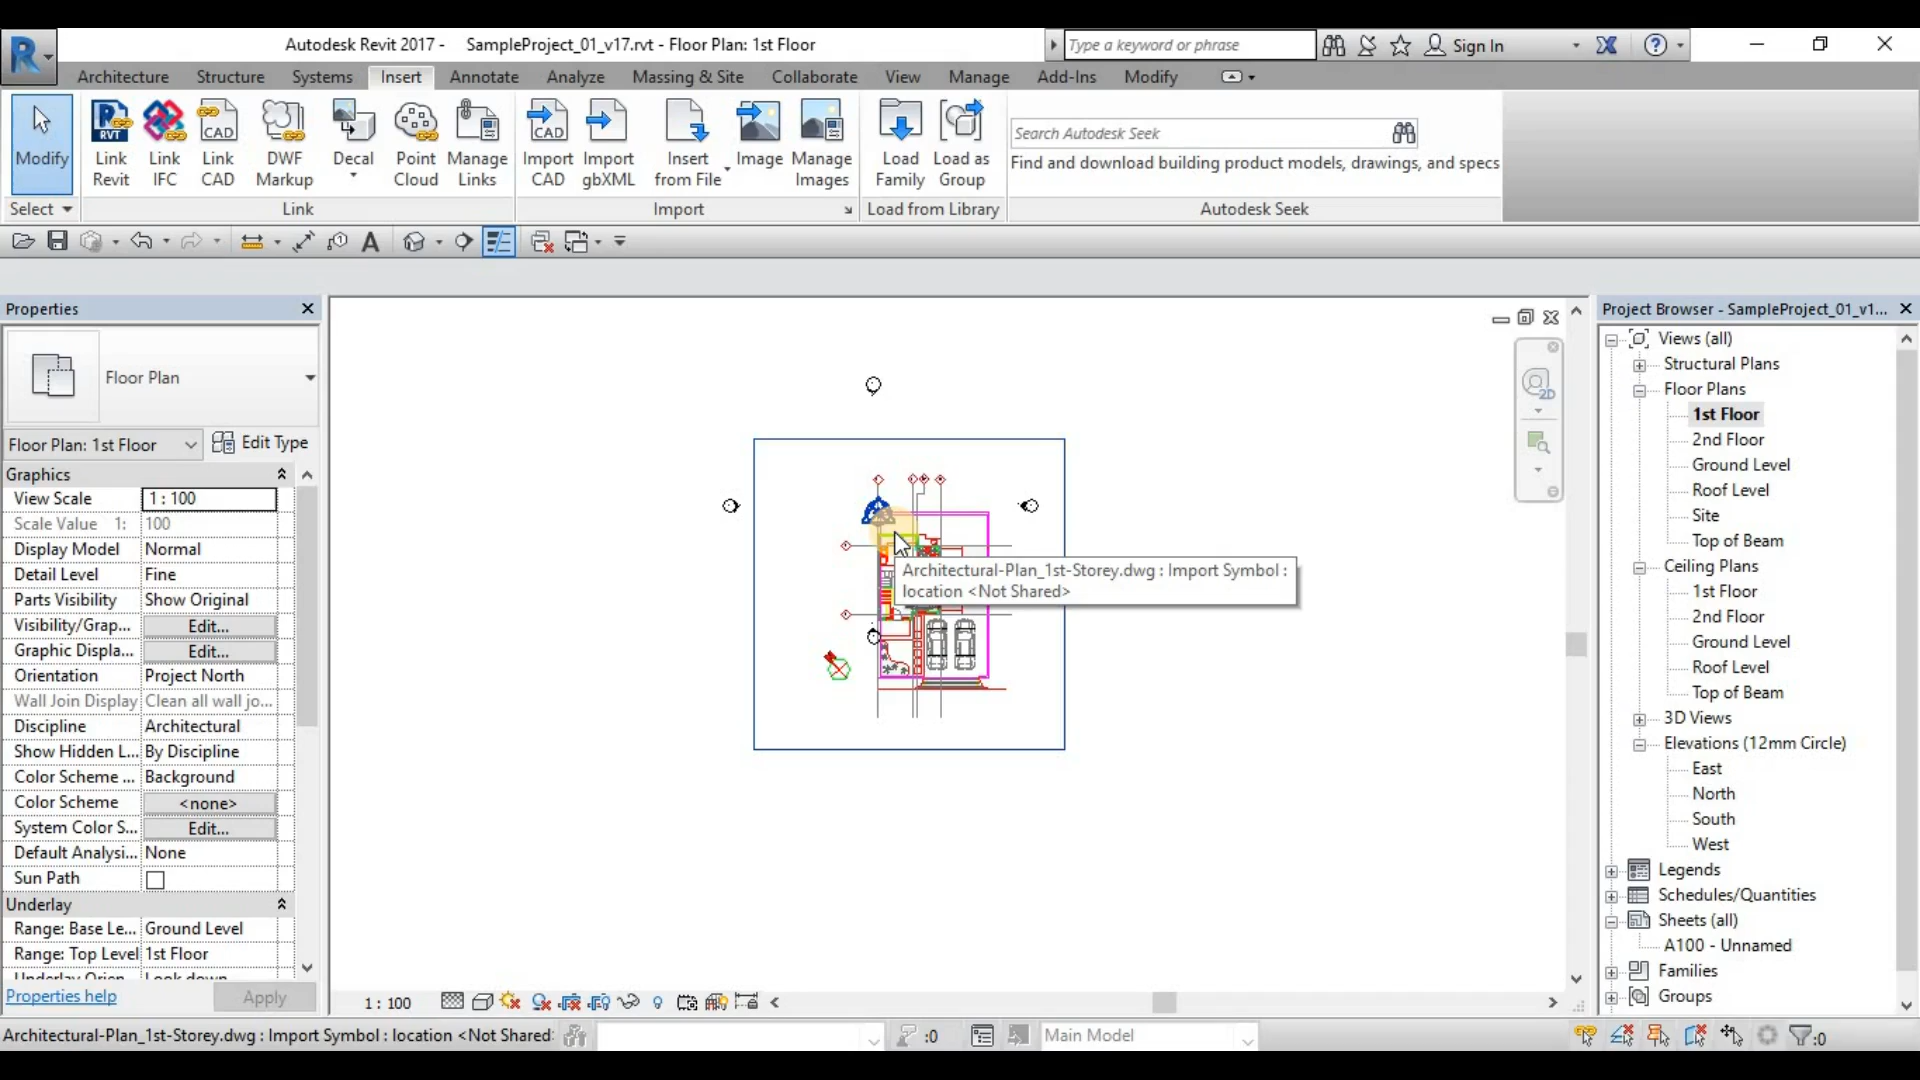 Autodesk Revit 2017 - SampleProject_01_v17.rvt - Floor Plan: 1st Floor
Type a keyword or phrase
Sign In
Architecture Structure Systems Insert Annotate Analyze Massing & Site Collaborate View Manage Add-Ins Modify
Modify
Link Revit
Link IFC
Link CAD
DWF Markup
Decal
Point Cloud
Manage Links
Import CAD
Import gbXML
Insert from File
Image
Manage Images
Load Family
Load as Group
Search Autodesk Seek
Find and download building product models, drawings, and specs
Select
Link
Import
Load from Library
Autodesk Seek
Properties
Floor Plan
Floor Plan: 1st Floor
Edit Type
Graphics
View Scale 1 : 100
Scale Value 1: 100
Display Model Normal
Detail Level Fine
Parts Visibility Show Original
Visibility/Grap... Edit...
Graphic Displa... Edit...
Orientation Project North
Wall Join Display Clean all wall jo...
Discipline Architectural
Show Hidden L... By Discipline
Color Scheme ... Background
Color Scheme <none>
System Color S... Edit...
Default Analysi... None
Sun Path
Underlay
Range: Base Le... Ground Level
Range: Top Level 1st Floor
Underlay Orien... Look down
Properties help
Apply
Architectural-Plan_1st-Storey.dwg : Import Symbol :
location <Not Shared>
2D
1 : 100
Project Browser - SampleProject_01_v1...
Views (all)
Structural Plans
Floor Plans
1st Floor
2nd Floor
Ground Level
Roof Level
Site
Top of Beam
Ceiling Plans
1st Floor
2nd Floor
Ground Level
Roof Level
Top of Beam
3D Views
Elevations (12mm Circle)
East
North
South
West
Legends
Schedules/Quantities
Sheets (all)
A100 - Unnamed
Families
Groups
Architectural-Plan_1st-Storey.dwg : Import Symbol : location <Not Shared
:0
Main Model
:0